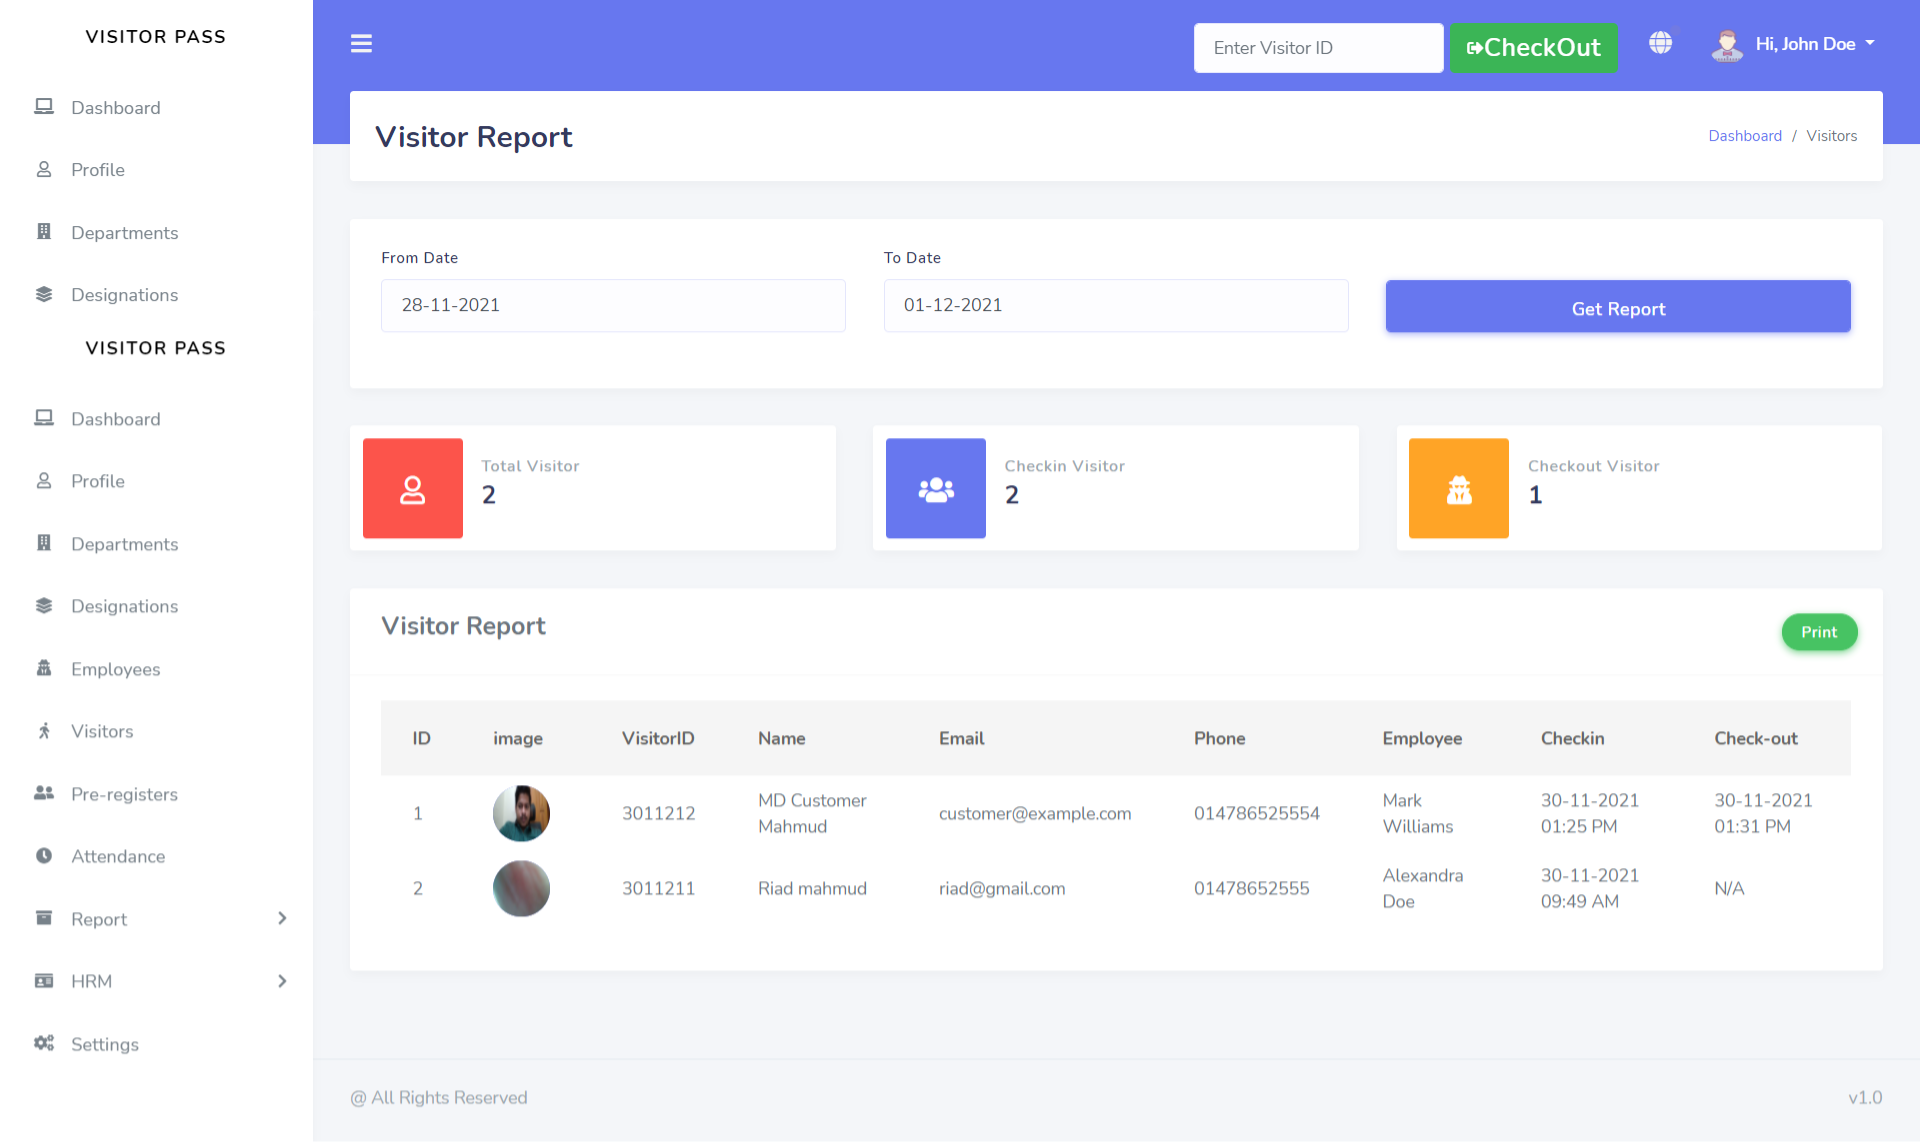 VISITOR PASS
Dashboard
Profile
Departments
Designations
VISITOR PASS
Dashboard
Profile
Departments
Designations
Employees
Visitors
Pre-registers
Attendance
Report
HRM
Settings
Enter Visitor ID
CheckOut
Hi, John Doe
Visitor Report
Dashboard / Visitors
From Date
To Date
28-11-2021
01-12-2021
Get Report
Total Visitor
2
Checkin Visitor
2
Checkout Visitor
1
Visitor Report
Print
ID image VisitorID Name Email Phone Employee Checkin Check-out
1 3011212 MD Customer Mahmud customer@example.com 014786525554 Mark Williams 30-11-2021 01:25 PM 30-11-2021 01:31 PM
2 3011211 Riad mahmud riad@gmail.com 01478652555 Alexandra Doe 30-11-2021 09:49 AM N/A
@ All Rights Reserved
v1.0